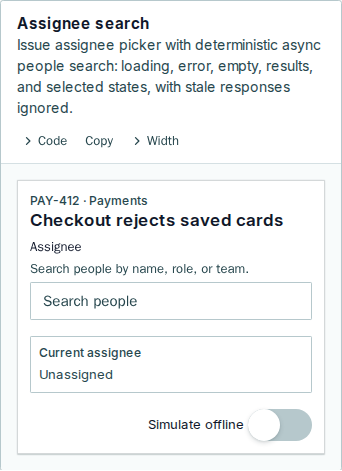 Assignee search
Issue assignee picker with deterministic async
people search: loading, error, empty, results,
and selected states, with stale responses
ignored.
Code Copy Width
PAY-412 · Payments
Checkout rejects saved cards
Assignee
Search people by name, role, or team.
Search people
Current assignee
Unassigned
Simulate offline